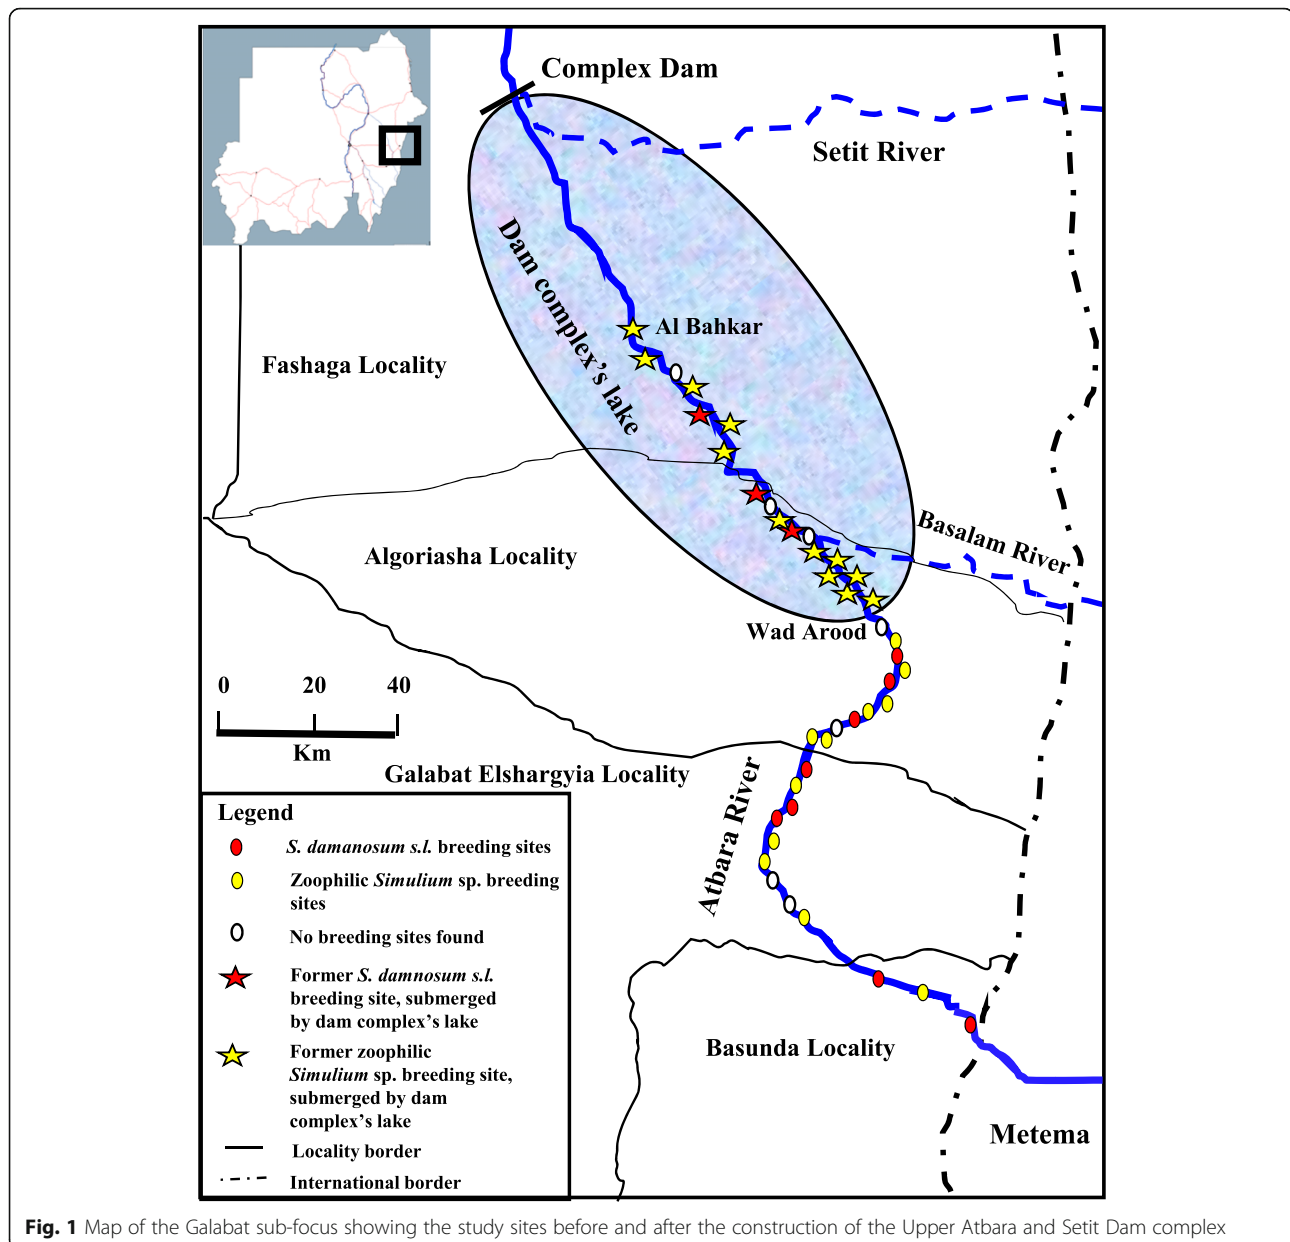 Complex Dam
Setit River
Dam complex's lake
Al Bahkar
Fashaga Locality
Basalam River
Algoriasha Locality
Wad Arood
0 20 40
Km
Galabat Elshargyia Locality
Atbara River
Legend
S. damanosum s.l. breeding sites
Zoophilic Simulium sp. breeding
sites
No breeding sites found
Former S. damnosum s.l.
breeding site, submerged
by dam complex's lake
Former zoophilic
Simulium sp. breeding site,
submerged by dam
complex's lake
Locality border
International border
Basunda Locality
Metema
Fig. 1 Map of the Galabat sub-focus showing the study sites before and after the construction of the Upper Atbara and Setit Dam complex